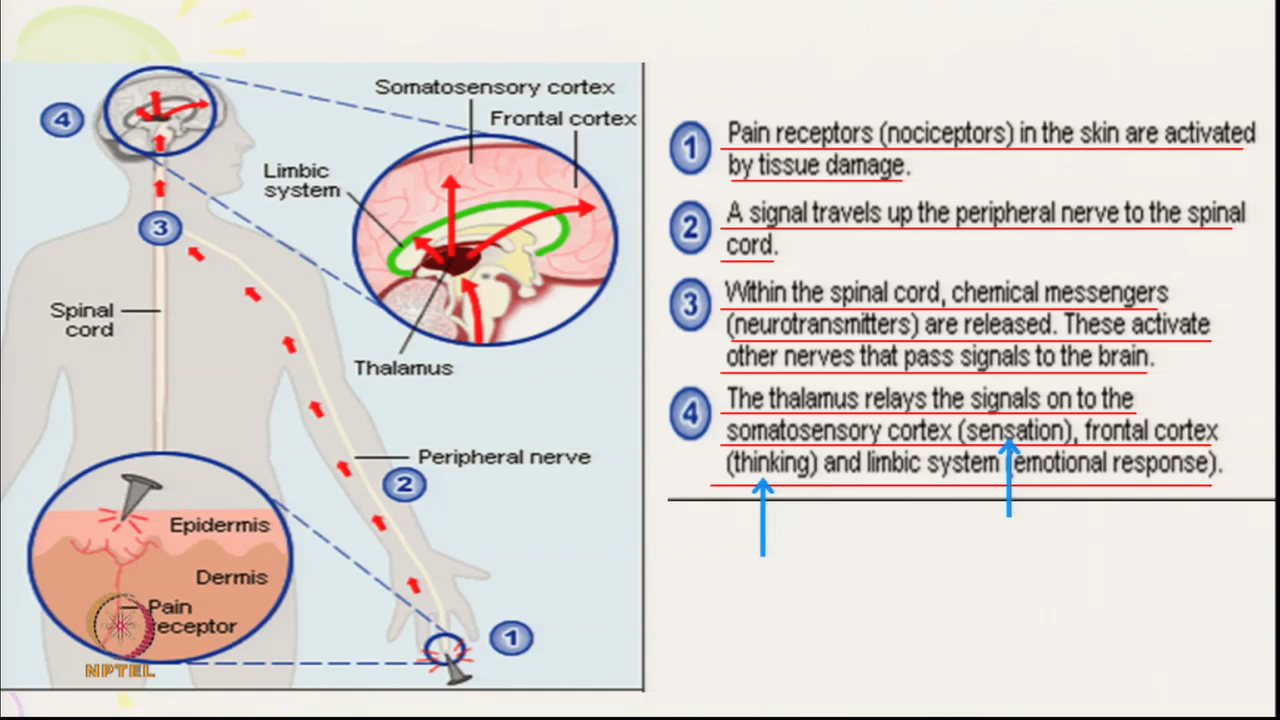 4
Somatosensory cortex
Frontal cortex
Limbic
system
3
Spinal
cord
Thalamus
Peripheral nerve
2
Epidermis
Dermis
Pain
receptor
NPTEL
1
1 Pain receptors (nociceptors) in the skin are activated
by tissue damage.
2 A signal travels up the peripheral nerve to the spinal
cord.
3 Within the spinal cord, chemical messengers
(neurotransmitters) are released. These activate
other nerves that pass signals to the brain.
4 The thalamus relays the signals on to the
somatosensory cortex (sensation), frontal cortex
(thinking) and limbic system (emotional response).